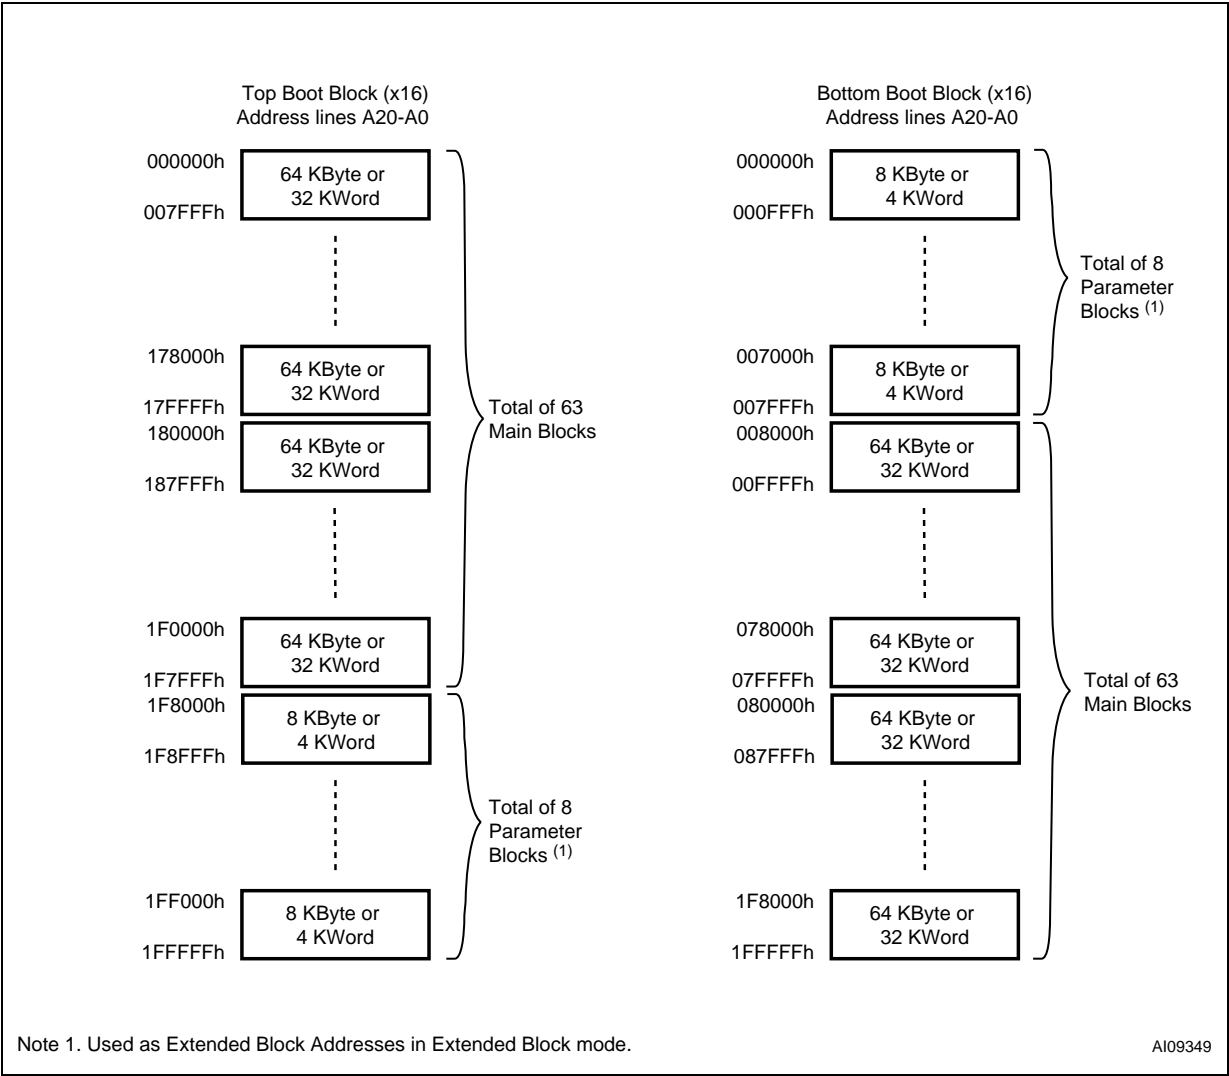 Top Boot Block (x16)
Address lines A20-A0
000000h
64 KByte or
32 KWord
007FFFh
178000h
64 KByte or
32 KWord
17FFFFh
180000h
64 KByte or
32 KWord
187FFFh
Total of 63
Main Blocks
1F0000h
64 KByte or
32 KWord
1F7FFFh
1F8000h
8 KByte or
4 KWord
1F8FFFh
Total of 8
Parameter
Blocks (1)
1FF000h
8 KByte or
4 KWord
1FFFFFh
Bottom Boot Block (x16)
Address lines A20-A0
000000h
8 KByte or
4 KWord
000FFFh
Total of 8
Parameter
Blocks (1)
007000h
8 KByte or
4 KWord
007FFFh
008000h
64 KByte or
32 KWord
00FFFFh
078000h
64 KByte or
32 KWord
07FFFFh
080000h
64 KByte or
32 KWord
087FFFh
Total of 63
Main Blocks
1F8000h
64 KByte or
32 KWord
1FFFFFh
Note 1. Used as Extended Block Addresses in Extended Block mode.
AI09349